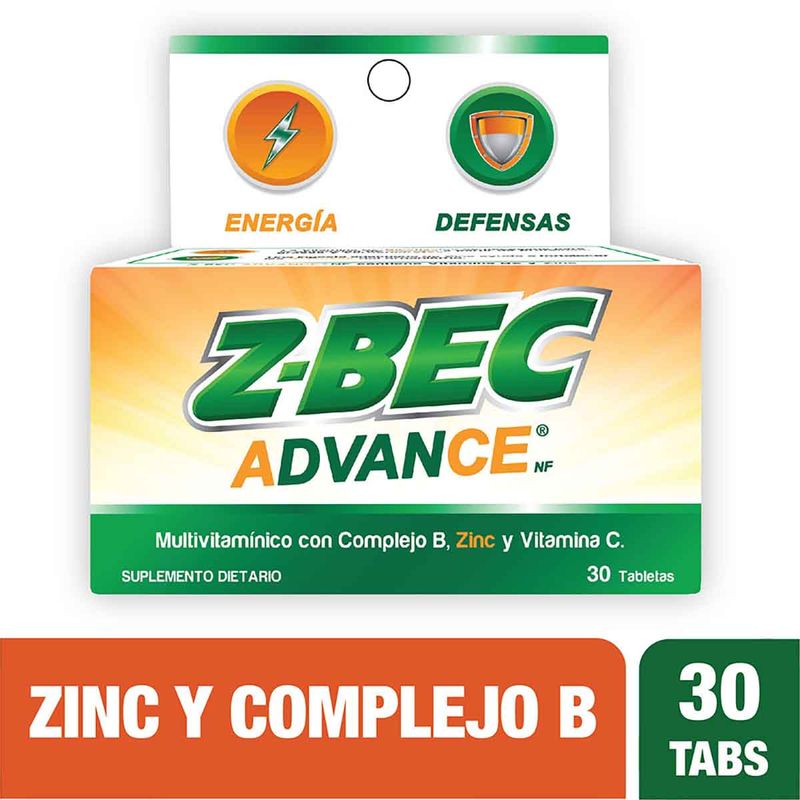 ENERGÍA
DEFENSAS
Z-BEC
ADVANCE®
NF
Multivitamínico con Complejo B, Zinc y Vitamina C.
SUPLEMENTO DIETARIO
30 Tabletas
ZINC Y COMPLEJO B
30
TABS